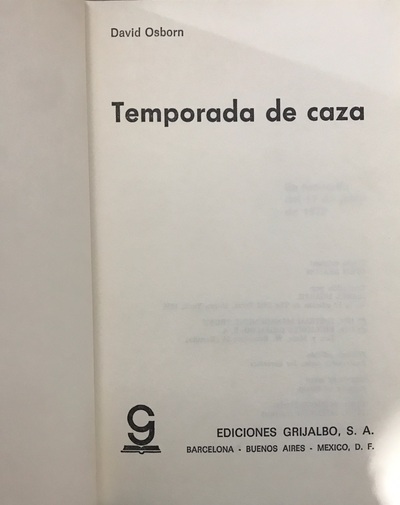 David Osborn
Temporada de caza
EDICIONES GRIJALBO, S. A.
BARCELONA - BUENOS AIRES - MEXICO, D. F.